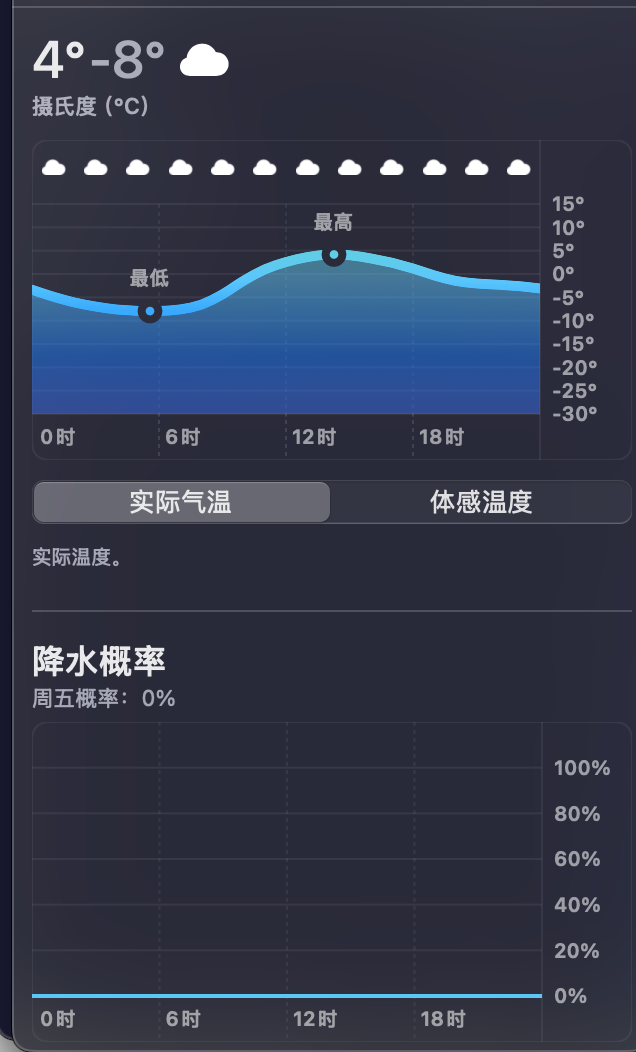 4°-8°
摄氏度 (°C)
15°
最高
10°
5°
0°
最低
-5°
-10°
-15°
-20°
-25°
-30°
0时 6时 12时 18时
实际气温 体感温度
实际温度。
降水概率
周五概率：0%
100%
80%
60%
40%
20%
0%
0时 6时 12时 18时